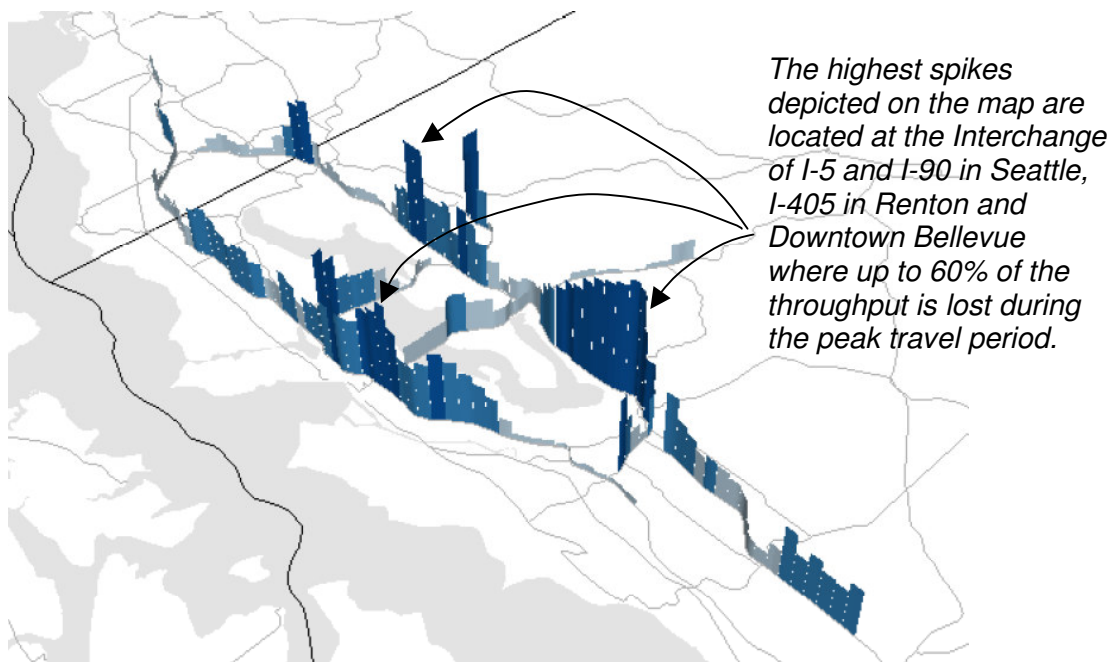 The highest spikes
depicted on the map are
located at the Interchange
of I-5 and I-90 in Seattle,
I-405 in Renton and
Downtown Bellevue
where up to 60% of the
throughput is lost during
the peak travel period.